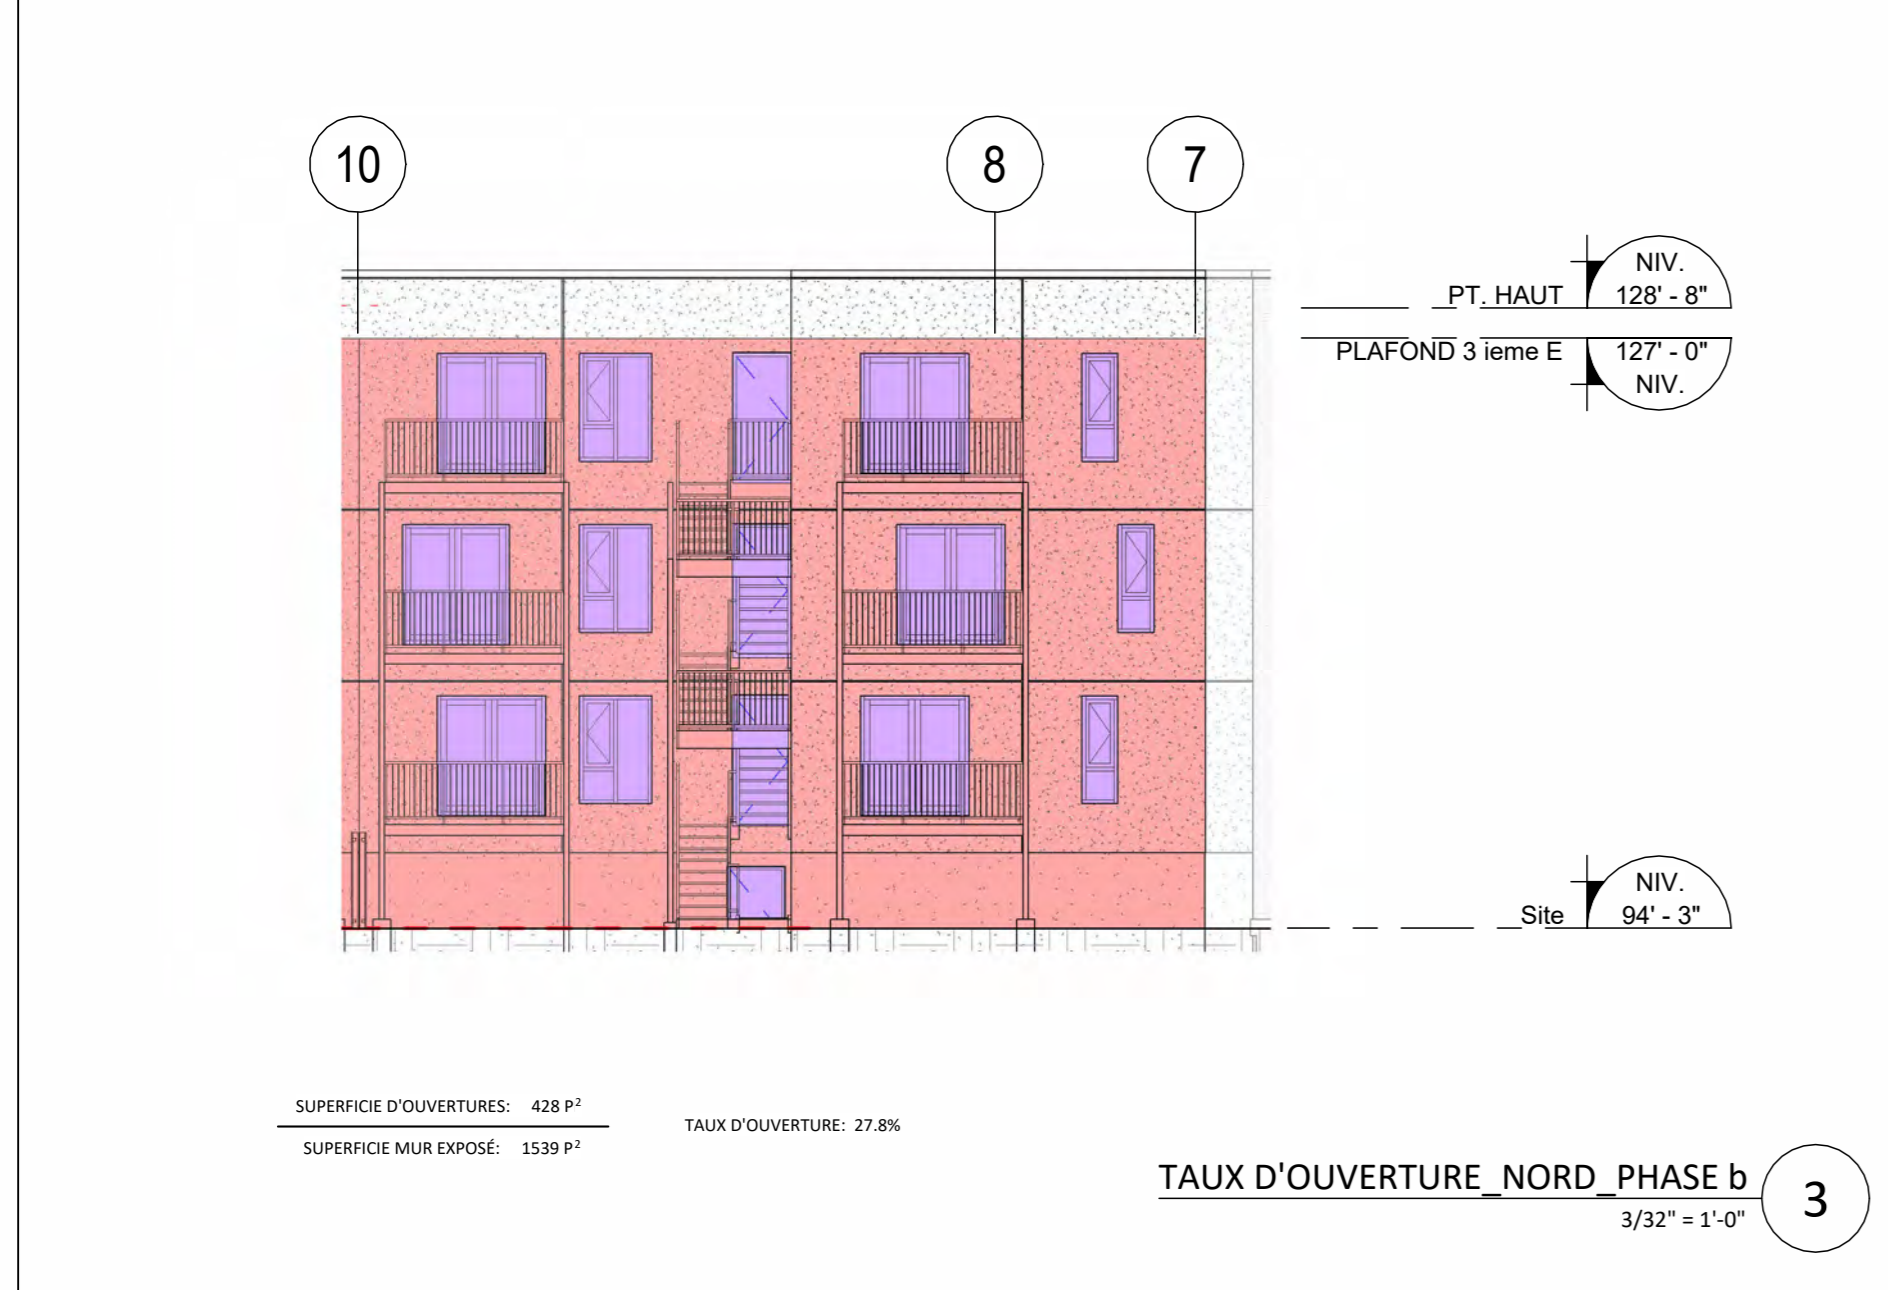 10
8
7
NIV.
PT. HAUT 128' - 8"
PLAFOND 3 ieme E 127' - 0"
NIV.
NIV.
Site 94' - 3"
SUPERFICIE D'OUVERTURES: 428 P²
SUPERFICIE MUR EXPOSÉ: 1539 P²
TAUX D'OUVERTURE: 27.8%
TAUX D'OUVERTURE_NORD_PHASE b
3
3/32" = 1'-0"